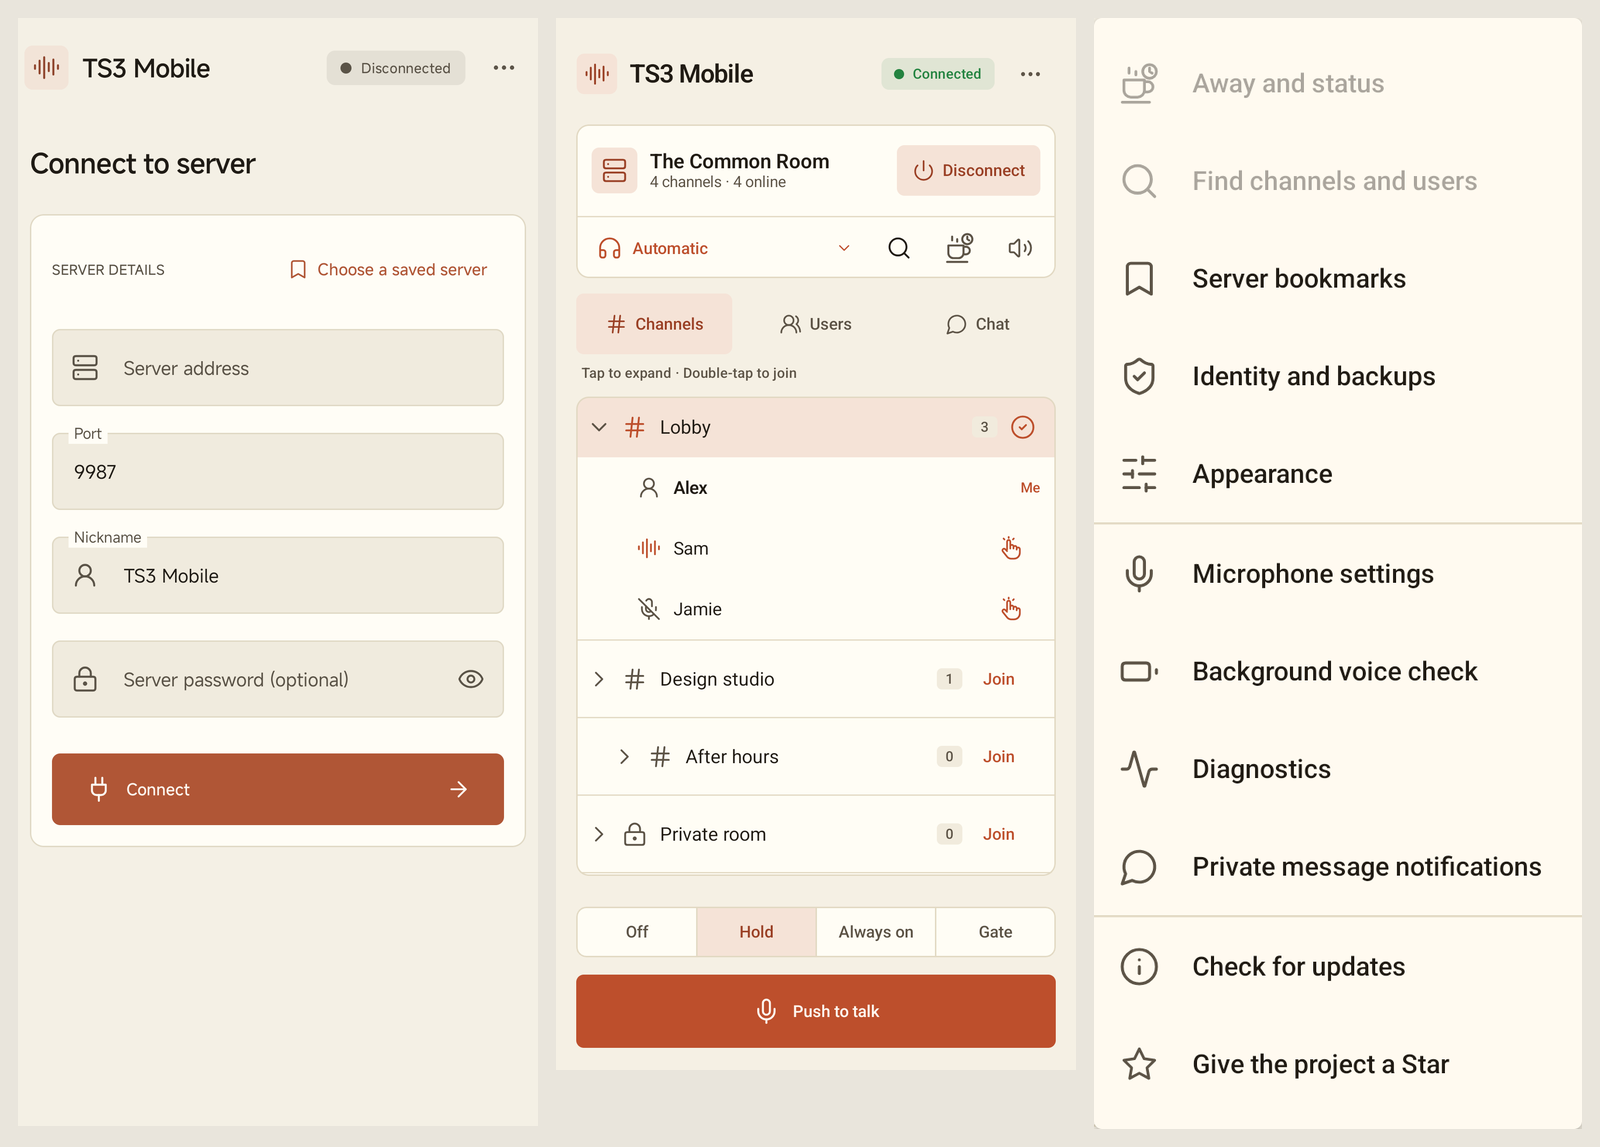 TS3 Mobile
Disconnected
Connect to server
SERVER DETAILS
Choose a saved server
Server address
Port
9987
Nickname
TS3 Mobile
Server password (optional)
Connect
TS3 Mobile
Connected
The Common Room
4 channels · 4 online
Disconnect
Automatic
Channels
Users
Chat
Tap to expand · Double-tap to join
Lobby
3
Alex
Me
Sam
Jamie
Design studio
1
Join
After hours
0
Join
Private room
0
Join
Off
Hold
Always on
Gate
Push to talk
Away and status
Find channels and users
Server bookmarks
Identity and backups
Appearance
Microphone settings
Background voice check
Diagnostics
Private message notifications
Check for updates
Give the project a Star